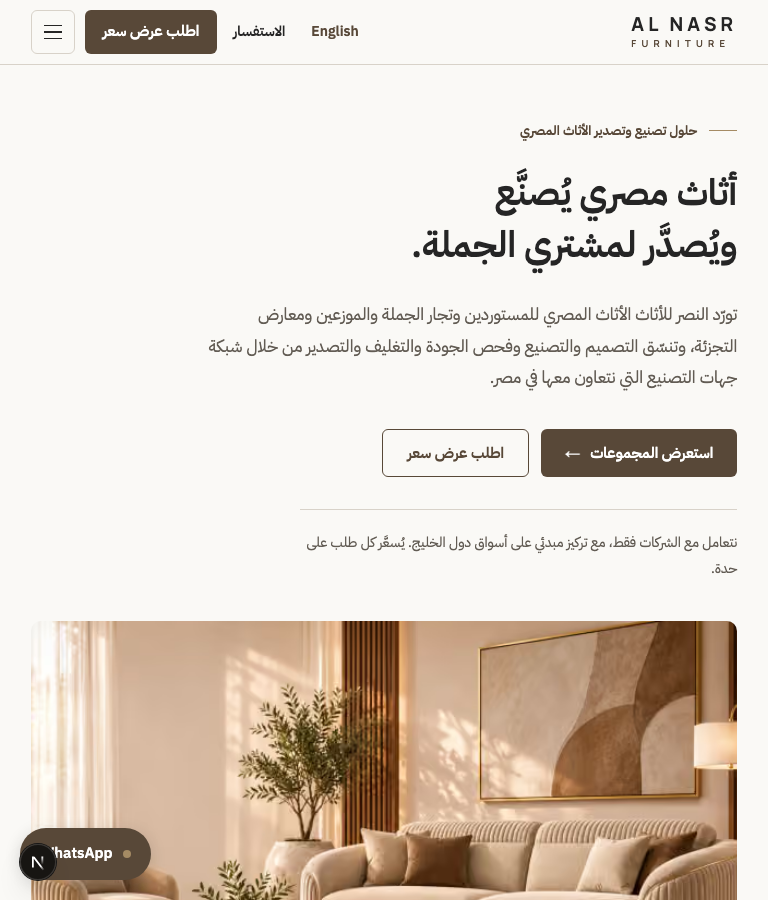 AL NASR
FURNITURE
English
الاستفسار
اطلب عرض سعر
حلول تصنيع وتصدير الأثاث المصري
أثاث مصري يُصنَّع
ويُصدَّر لمشتري الجملة.
تورّد النصر للأثاث الأثاث المصري للمستوردين وتجار الجملة والموزعين ومعارض
التجزئة، وتنسّق التصميم والتصنيع وفحص الجودة والتغليف والتصدير من خلال شبكة
جهات التصنيع التي نتعاون معها في مصر.
استعرض المجموعات ←
اطلب عرض سعر
نتعامل مع الشركات فقط، مع تركيز مبدئي على أسواق دول الخليج. يُسعَّر كل طلب على
حدة.
hatsApp
N